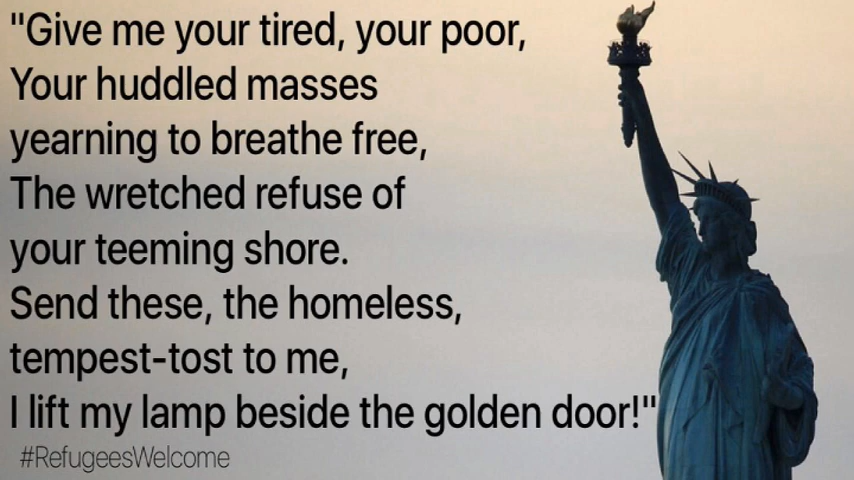 "Give me your tired, your poor,
Your huddled masses
yearning to breathe free,
The wretched refuse of
your teeming shore.
Send these, the homeless,
tempest-tost to me,
I lift my lamp beside the golden door!"
#RefugeesWelcome